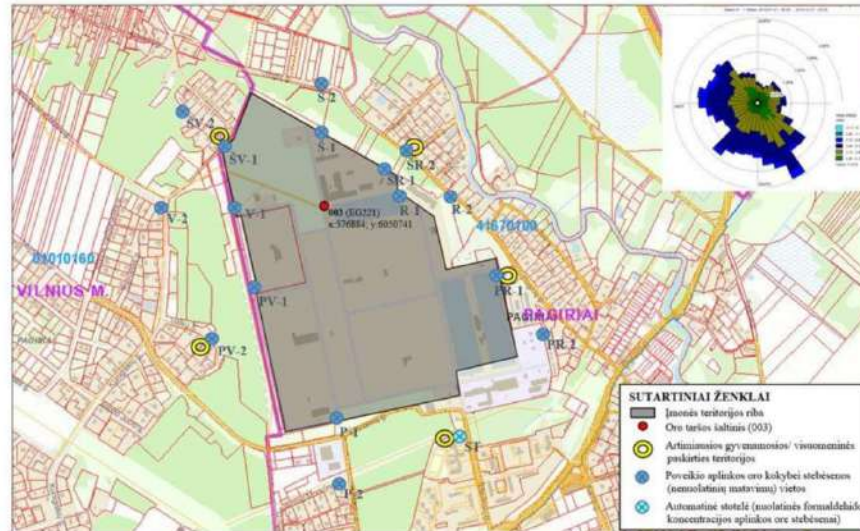 Š-2
ŠV-2
ŠV-1
Š-1
ŠR-2
ŠR-1
R-1
R-2
V-1
V-2
003 (EG221)
x:576884; y:6050741
41670100
01010160
VILNIUS M.
PV-1
PV-2
PR-1
PAGIRIAI
PAGIRIAI
PR-2
P-1
P-2
ST
SUTARTINIAI ŽENKLAI
Įmonės teritorijos riba
Oro taršos šaltinis (003)
Artimiausios gyvenamosios/ visuomeninės
paskirties teritorijos
Poveikio aplinkos oro kokybei stebėsenos
(nenuolatinių matavimų) vietos
Automatinė stotelė (nuolatinės formaldehido
koncentracijos aplinkos ore stebėsenai)